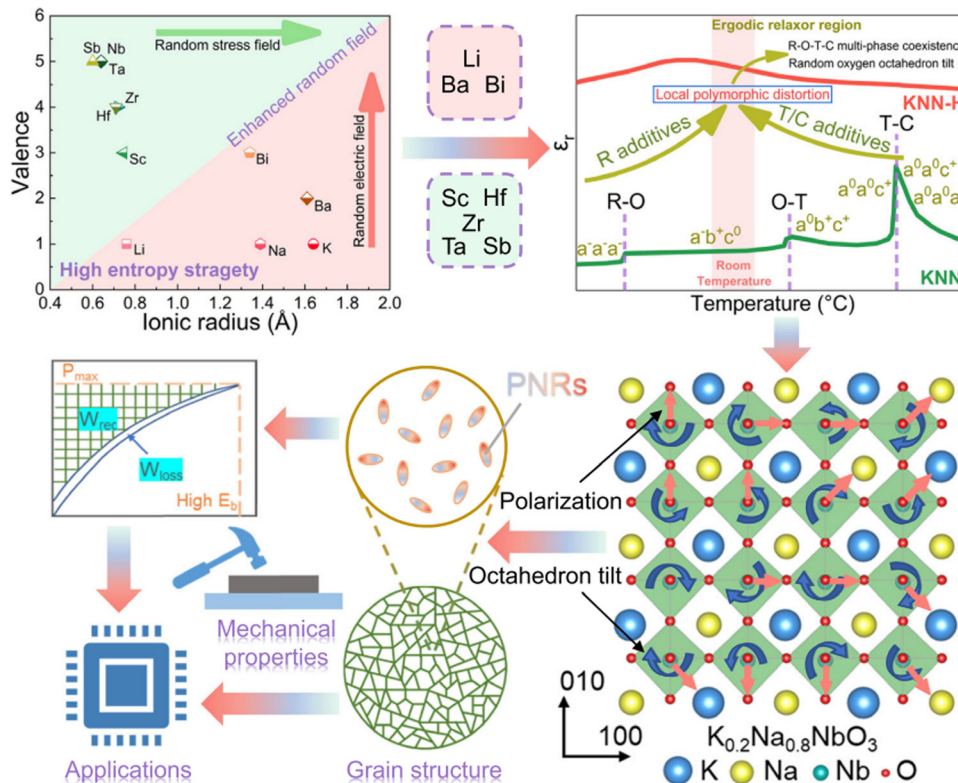 6
5
4
3
2
1
0
Valence
Sb Nb
Ta
Zr
Hf
Sc
Bi
Ba
Li
Na
K
Random stress field
Enhanced random field
Random electric field
High entropy stragety
0.4 0.6 0.8 1.0 1.2 1.4 1.6 1.8 2.0
Ionic radius (Å)
Li
Ba Bi
Sc Hf
Zr
Ta Sb
Ergodic relaxor region
R-O-T-C multi-phase coexistence
Random oxygen octahedron tilt
Local polymorphic distortion
KNN-H
R additives
T/C additives
T-C
R-O
O-T
a⁻a⁻a⁻
a⁻b⁺c⁰
a⁰b⁺c⁺
a⁰a⁰c⁺
a⁰a⁰c⁺
a⁰a⁰a
Room
Temperature
KNN
εr
Temperature (°C)
Pmax
Wrec
Wloss
High Eb
PNRs
Polarization
Octahedron tilt
Mechanical
properties
Applications
Grain structure
010
100
K0.2Na0.8NbO3
K Na Nb O